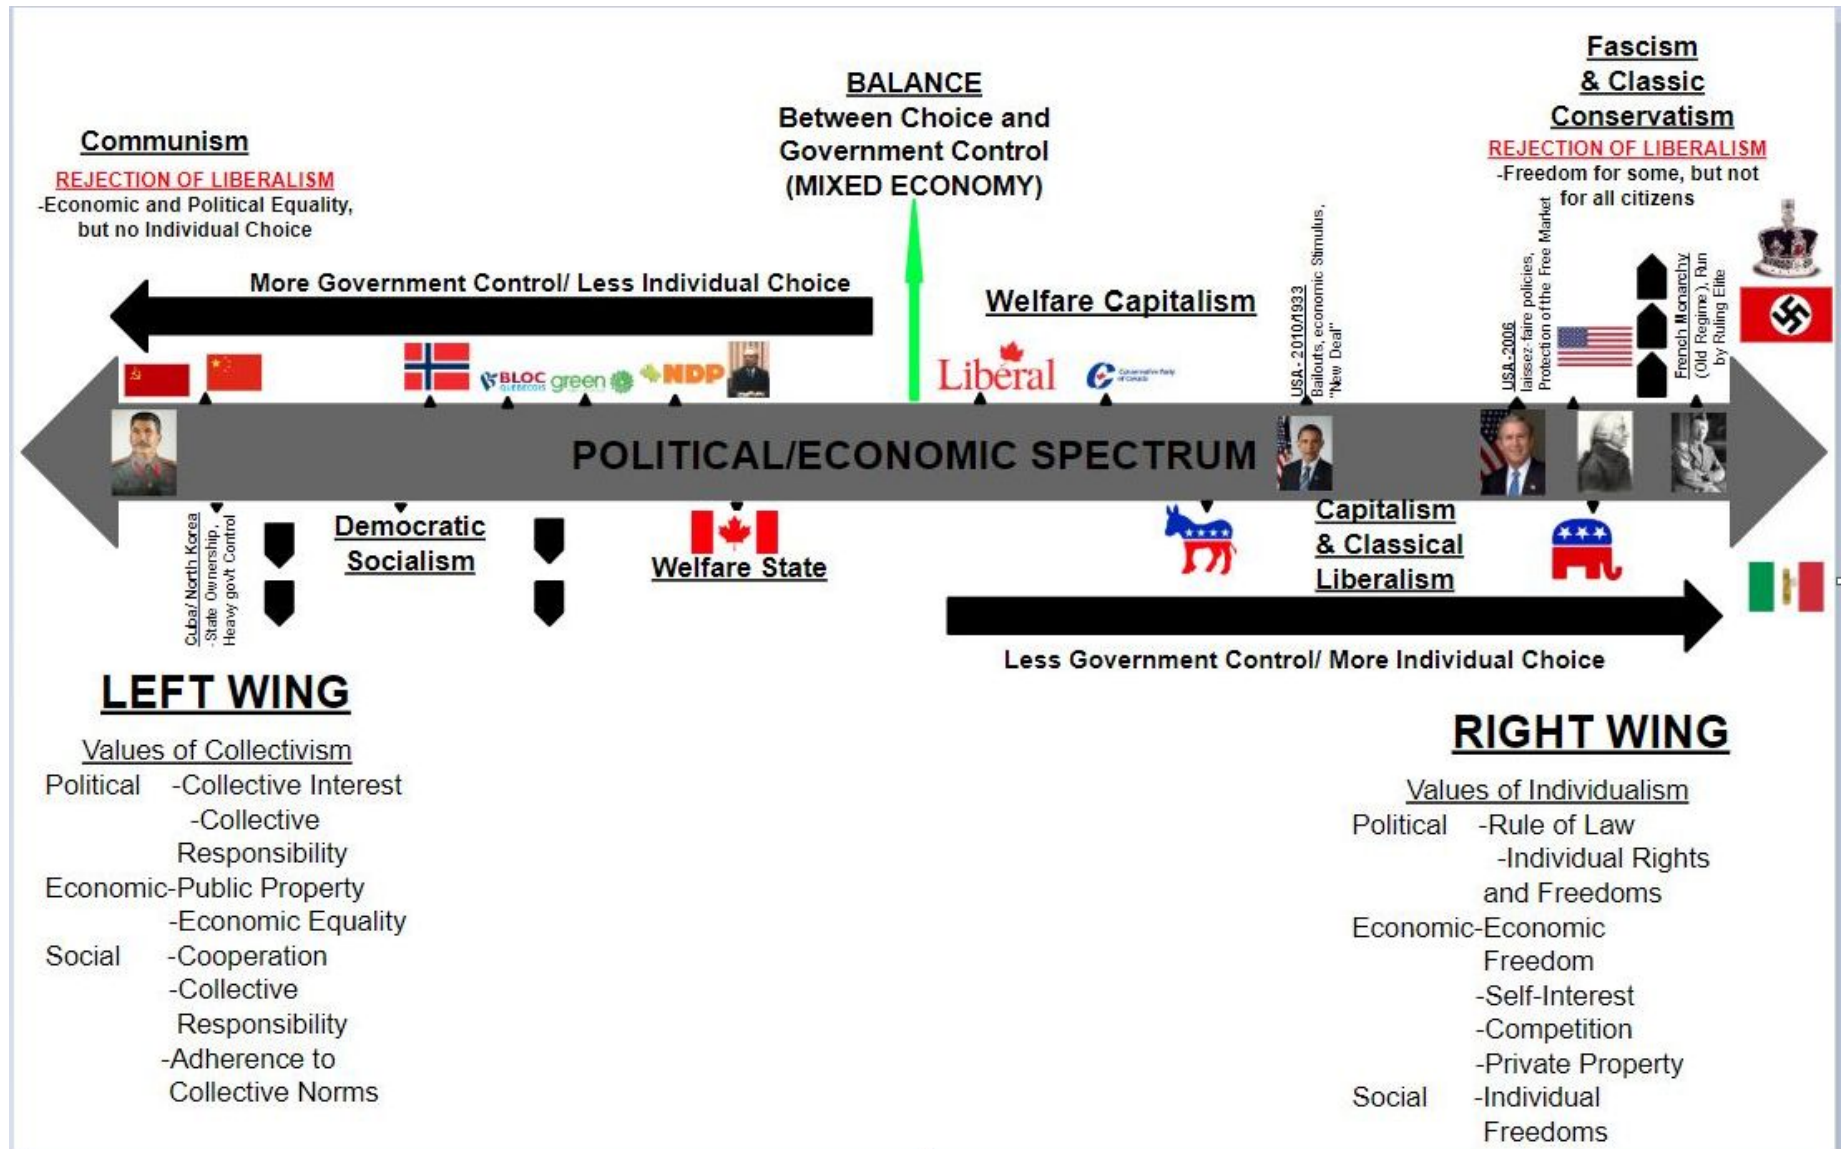 Fascism
& Classic
Conservatism
REJECTION OF LIBERALISM
-Freedom for some, but not
for all citizens
BALANCE
Between Choice and
Government Control
(MIXED ECONOMY)
Communism
REJECTION OF LIBERALISM
-Economic and Political Equality,
but no Individual Choice
More Government Control/ Less Individual Choice
Welfare Capitalism
USA- 2010/1933
Bailouts, economic Stimulus,
"New Deal"
USA -2006
laissez-faire policies,
Protection of the Free Market
French Monarchy
(Old Regime), Run
by Ruling Elite
BLOC
QUÉBÉCOIS
green
NDP
Libéral
Conservative Party
of Canada
POLITICAL/ECONOMIC SPECTRUM
Cuba/ North Korea
-State Ownership,
Heavy gov't Control
Democratic
Socialism
Welfare State
Capitalism
& Classical
Liberalism
Less Government Control/ More Individual Choice
LEFT WING
Values of Collectivism
Political -Collective Interest
-Collective
Responsibility
Economic-Public Property
-Economic Equality
Social -Cooperation
-Collective
Responsibility
-Adherence to
Collective Norms
RIGHT WING
Values of Individualism
Political -Rule of Law
-Individual Rights
and Freedoms
Economic-Economic
Freedom
-Self-Interest
-Competition
-Private Property
Social -Individual
Freedoms